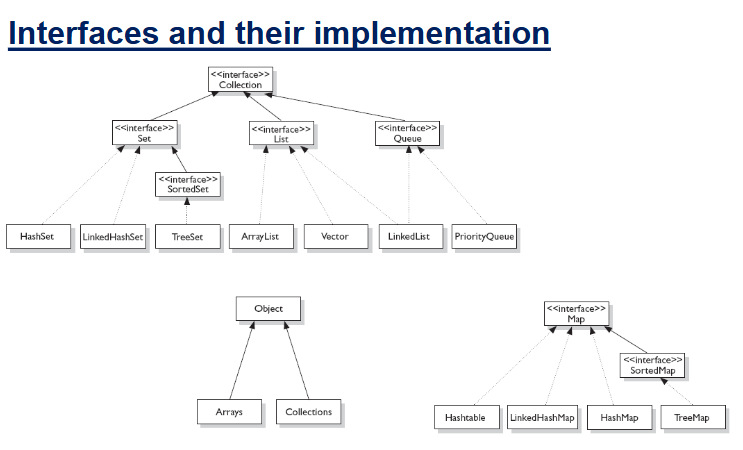 Interfaces and their implementation
<<interface>>
Collection
<<interface>>
Set
<<interface>>
List
<<interface>>
Queue
<<interface>>
SortedSet
HashSet
LinkedHashSet
TreeSet
ArrayList
Vector
LinkedList
PriorityQueue
Object
<<interface>>
Map
<<interface>>
SortedMap
Arrays
Collections
Hashtable
LinkedHashMap
HashMap
TreeMap